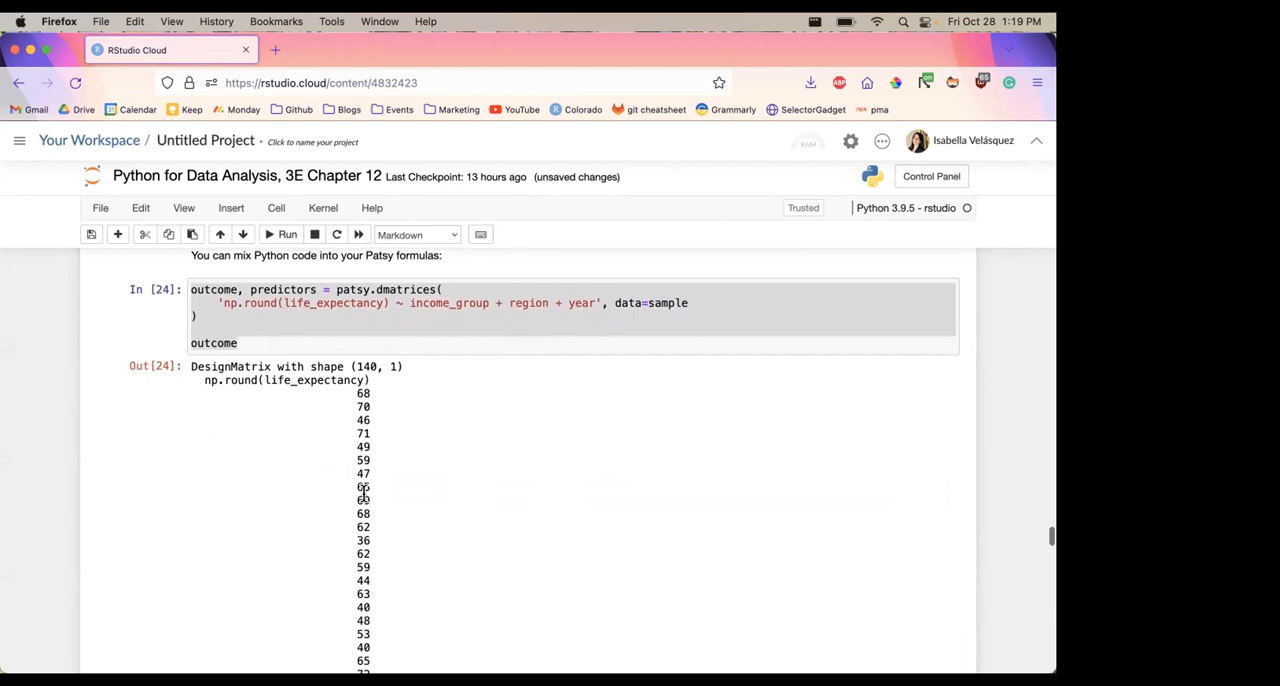 Firefox File Edit View History Bookmarks Tools Window Help Fri Oct 28 1:19 PM
RStudio Cloud
https://rstudio.cloud/content/4832423 ABP on 65
Gmail Drive Calendar Keep Monday Github Blogs Events Marketing YouTube Colorado git cheatsheet Grammarly SelectorGadget pma
Your Workspace / Untitled Project • Click to name your project RAM Isabella Velásquez
Python for Data Analysis, 3E Chapter 12 Last Checkpoint: 13 hours ago (unsaved changes) Control Panel
File Edit View Insert Cell Kernel Help Trusted Python 3.9.5 - rstudio
Run Markdown
You can mix Python code into your Patsy formulas:
In [24]: outcome, predictors = patsy.dmatrices(
'np.round(life_expectancy) ~ income_group + region + year', data=sample
)
outcome
Out[24]: DesignMatrix with shape (140, 1)
np.round(life_expectancy)
68
70
46
71
49
59
47
68
62
36
62
59
44
63
40
48
53
40
65